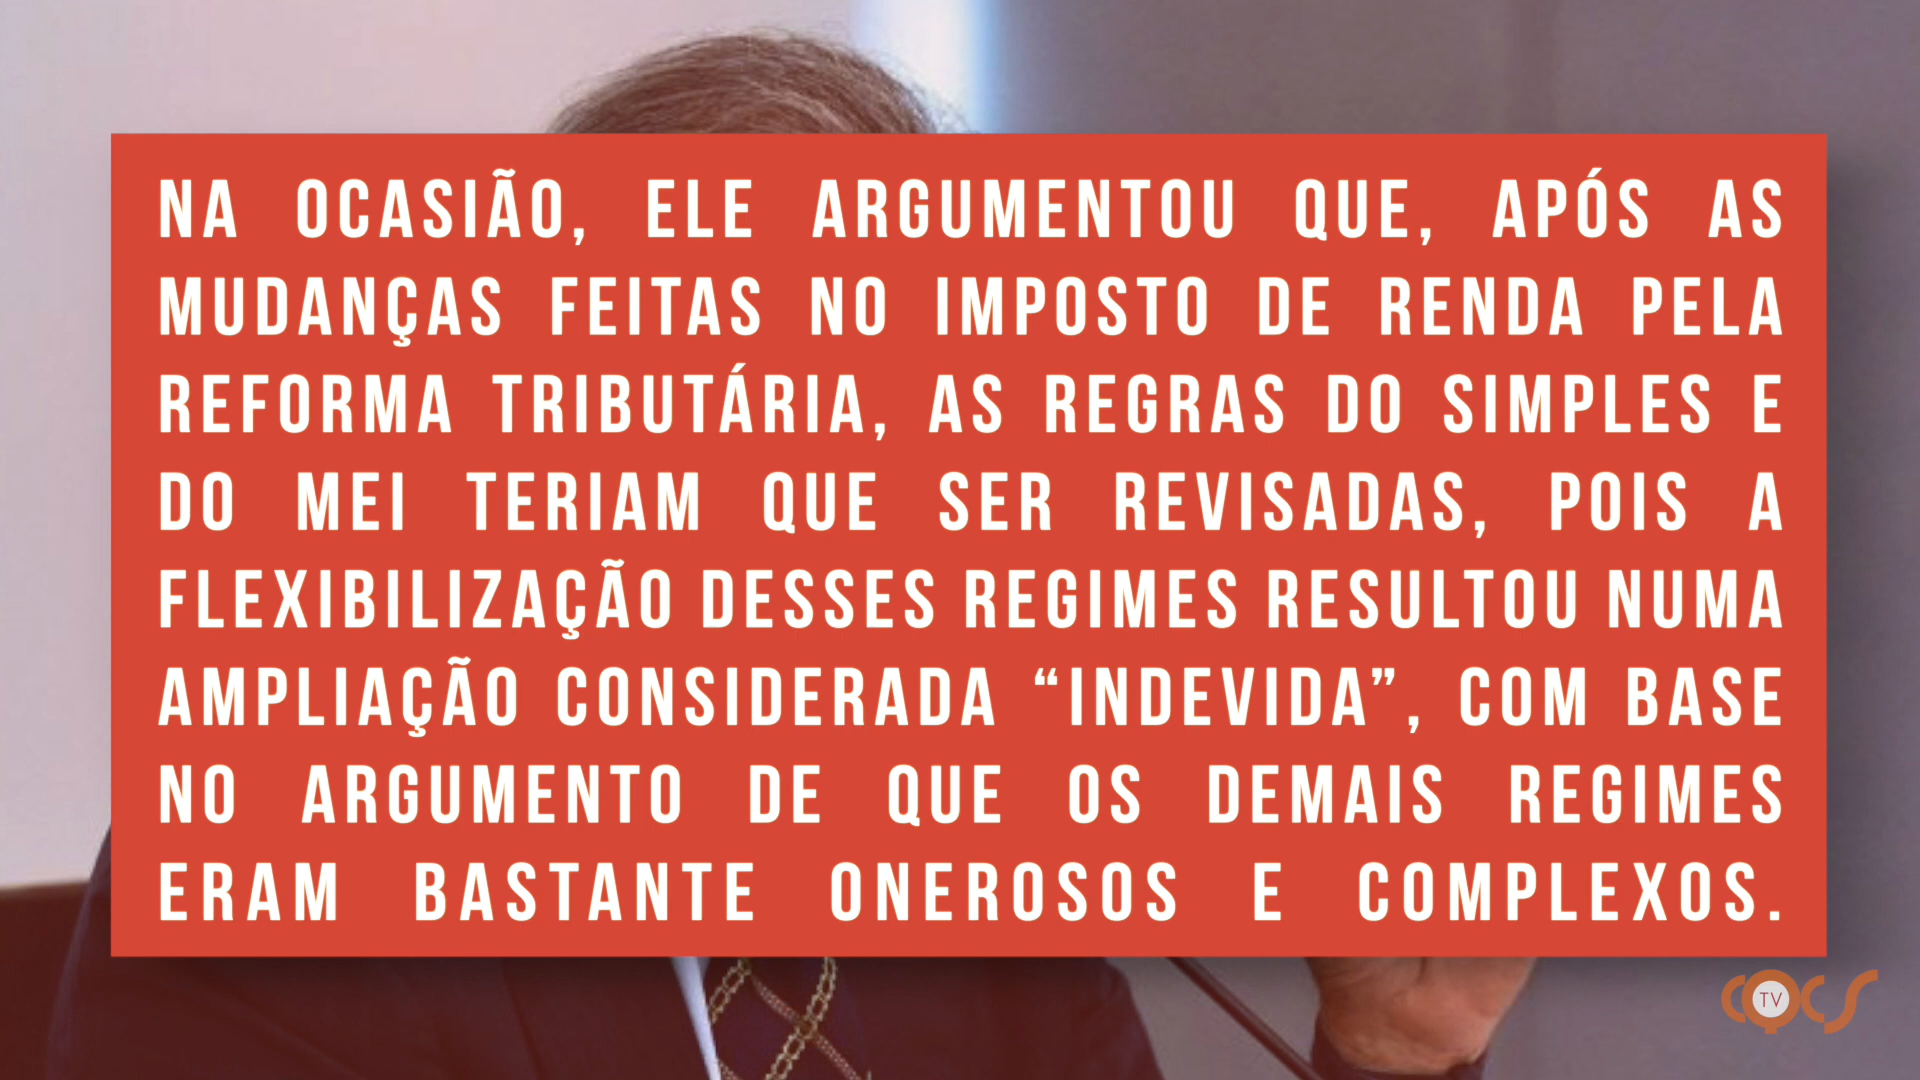 NA OCASIÃO, ELE ARGUMENTOU QUE, APÓS AS
MUDANÇAS FEITAS NO IMPOSTO DE RENDA PELA
REFORMA TRIBUTÁRIA, AS REGRAS DO SIMPLES E
DO MEI TERIAM QUE SER REVISADAS, POIS A
FLEXIBILIZAÇÃO DESSES REGIMES RESULTOU NUMA
AMPLIAÇÃO CONSIDERADA “INDEVIDA”, COM BASE
NO ARGUMENTO DE QUE OS DEMAIS REGIMES
ERAM BASTANTE ONEROSOS E COMPLEXOS.
CQCS
TV